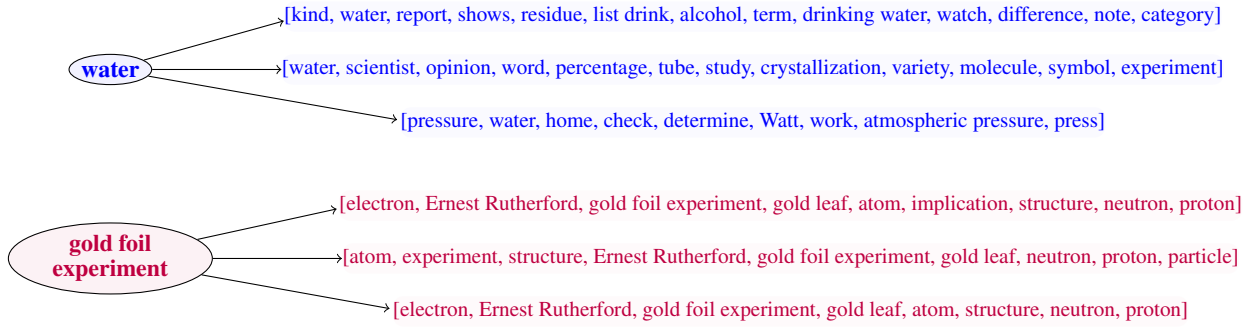 [kind, water, report, shows, residue, list drink, alcohol, term, drinking water, watch, difference, note, category]
water
[water, scientist, opinion, word, percentage, tube, study, crystallization, variety, molecule, symbol, experiment]
[pressure, water, home, check, determine, Watt, work, atmospheric pressure, press]
[electron, Ernest Rutherford, gold foil experiment, gold leaf, atom, implication, structure, neutron, proton]
gold foil
experiment
[atom, experiment, structure, Ernest Rutherford, gold foil experiment, gold leaf, neutron, proton, particle]
[electron, Ernest Rutherford, gold foil experiment, gold leaf, atom, structure, neutron, proton]